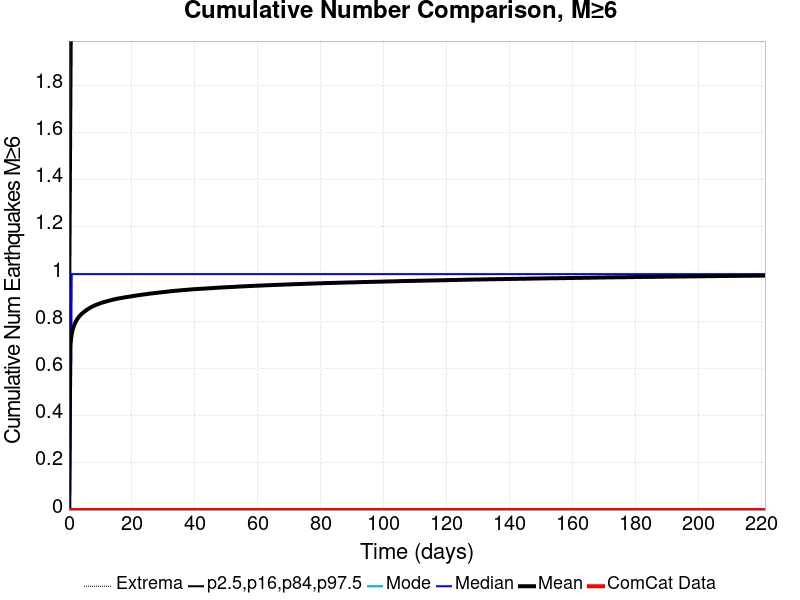 Cumulative Number Comparison, M≥6
Cumulative Num Earthquakes M≥6
1.8
1.6
1.4
1.2
1
0.8
0.6
0.4
0.2
0
0 20 40 60 80 100 120 140 160 180 200 220
Time (days)
Extrema p2.5,p16,p84,p97.5 Mode Median Mean ComCat Data